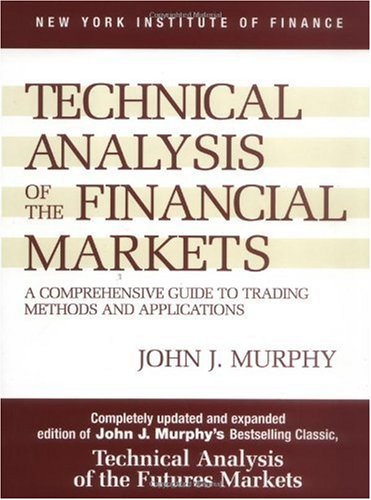 NEW YORK INSTITUTE OF FINANCE
TECHNICAL
ANALYSIS
OF THE FINANCIAL
MARKETS
A COMPREHENSIVE GUIDE TO TRADING
METHODS AND APPLICATIONS
JOHN J. MURPHY
Completely updated and expanded
edition of John J. Murphy's Bestselling Classic,
Technical Analysis
of the Futures Markets